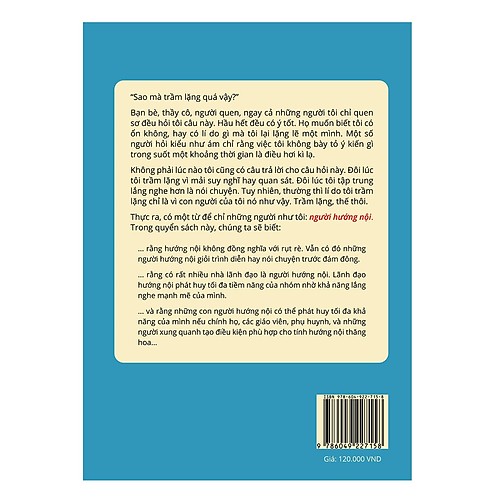 “Sao mà trầm lặng quá vậy?”
Bạn bè, thầy cô, người quen, ngay cả những người tôi chỉ quen
sơ đều hỏi tôi câu này. Hầu hết đều có ý tốt. Họ muốn biết tôi có
ổn không, hay có lí do gì mà tôi lại lặng lẽ một mình. Một số
người hỏi kiểu như ám chỉ rằng việc tôi không bày tỏ ý kiến gì
trong suốt một khoảng thời gian là điều hơi kì lạ.
Không phải lúc nào tôi cũng có câu trả lời cho câu hỏi này. Đôi lúc
tôi trầm lặng vì mải suy nghĩ hay quan sát. Đôi lúc tôi tập trung
lắng nghe hơn là nói chuyện. Tuy nhiên, thường thì lí do tôi trầm
lặng chỉ là vì con người của tôi nó như vậy. Trầm lặng, thế thôi.
Thực ra, có một từ để chỉ những người như tôi: người hướng nội.
Trong quyển sách này, chúng ta sẽ biết:
... rằng hướng nội không đồng nghĩa với rụt rè. Vẫn có đó những
người hướng nội giỏi trình diễn hay nói chuyện trước đám đông.
... rằng có rất nhiều nhà lãnh đạo là người hướng nội. Lãnh đạo
hướng nội phát huy tối đa tiềm năng của nhóm nhờ khả năng lắng
nghe mạnh mẽ của mình.
... và rằng những con người hướng nội có thể phát huy tối đa khả
năng của mình nếu chính họ, các giáo viên, phụ huynh, và những
người xung quanh tạo điều kiện phù hợp cho tính hướng nội thăng
hoa...
ISBN 978-604-922-715-8
9 786049 227158
Giá: 120.000 VND